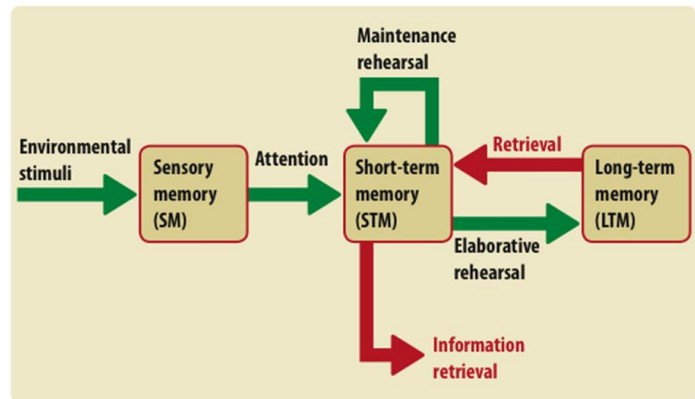 Maintenance
rehearsal
Environmental
stimuli
Sensory
memory
(SM)
Attention
Short-term
memory
(STM)
Retrieval
Long-term
memory
(LTM)
Elaborative
rehearsal
Information
retrieval